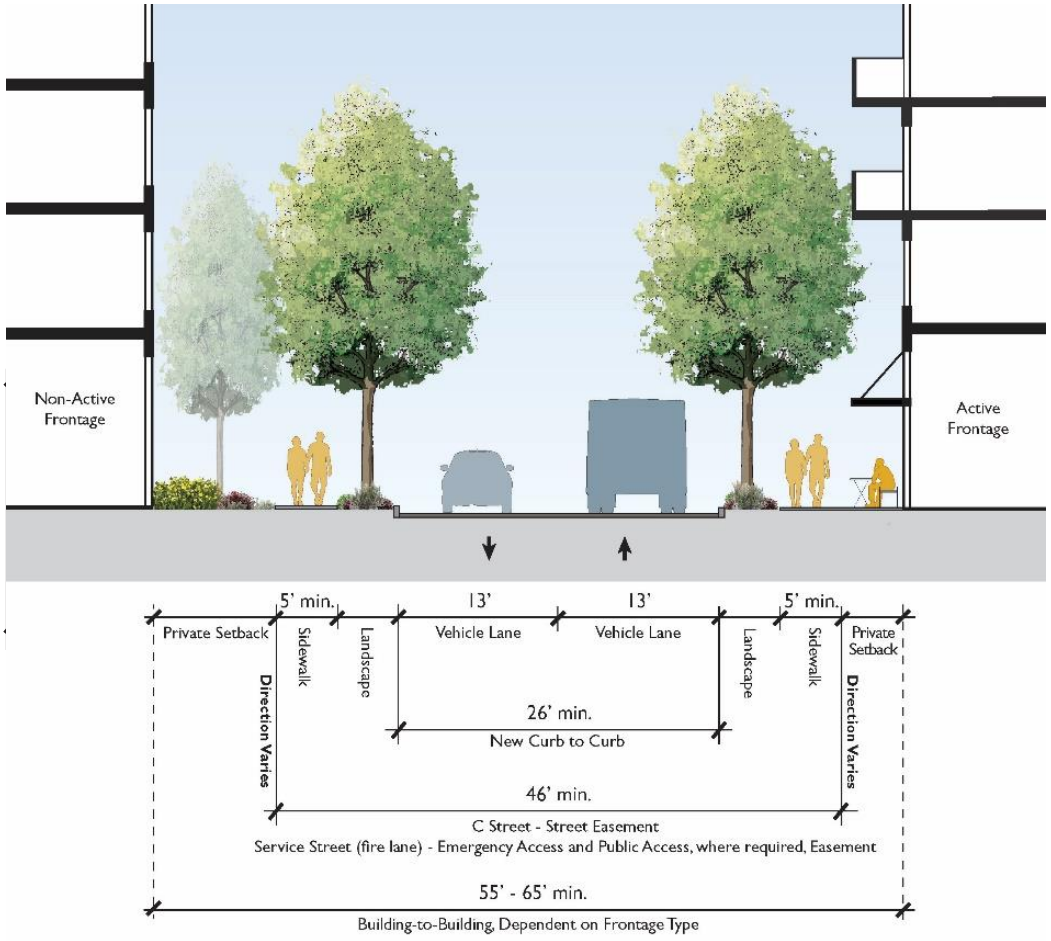 Non-Active
Frontage
Active
Frontage
5’ min.
13’
13’
5’ min.
Private Setback
Sidewalk
Landscape
Vehicle Lane
Vehicle Lane
Landscape
Sidewalk
Private
Setback
Direction Varies
Direction Varies
26’ min.
New Curb to Curb
46’ min.
C Street - Street Easement
Service Street (fire lane) - Emergency Access and Public Access, where required, Easement
55’ - 65’ min.
Building-to-Building, Dependent on Frontage Type